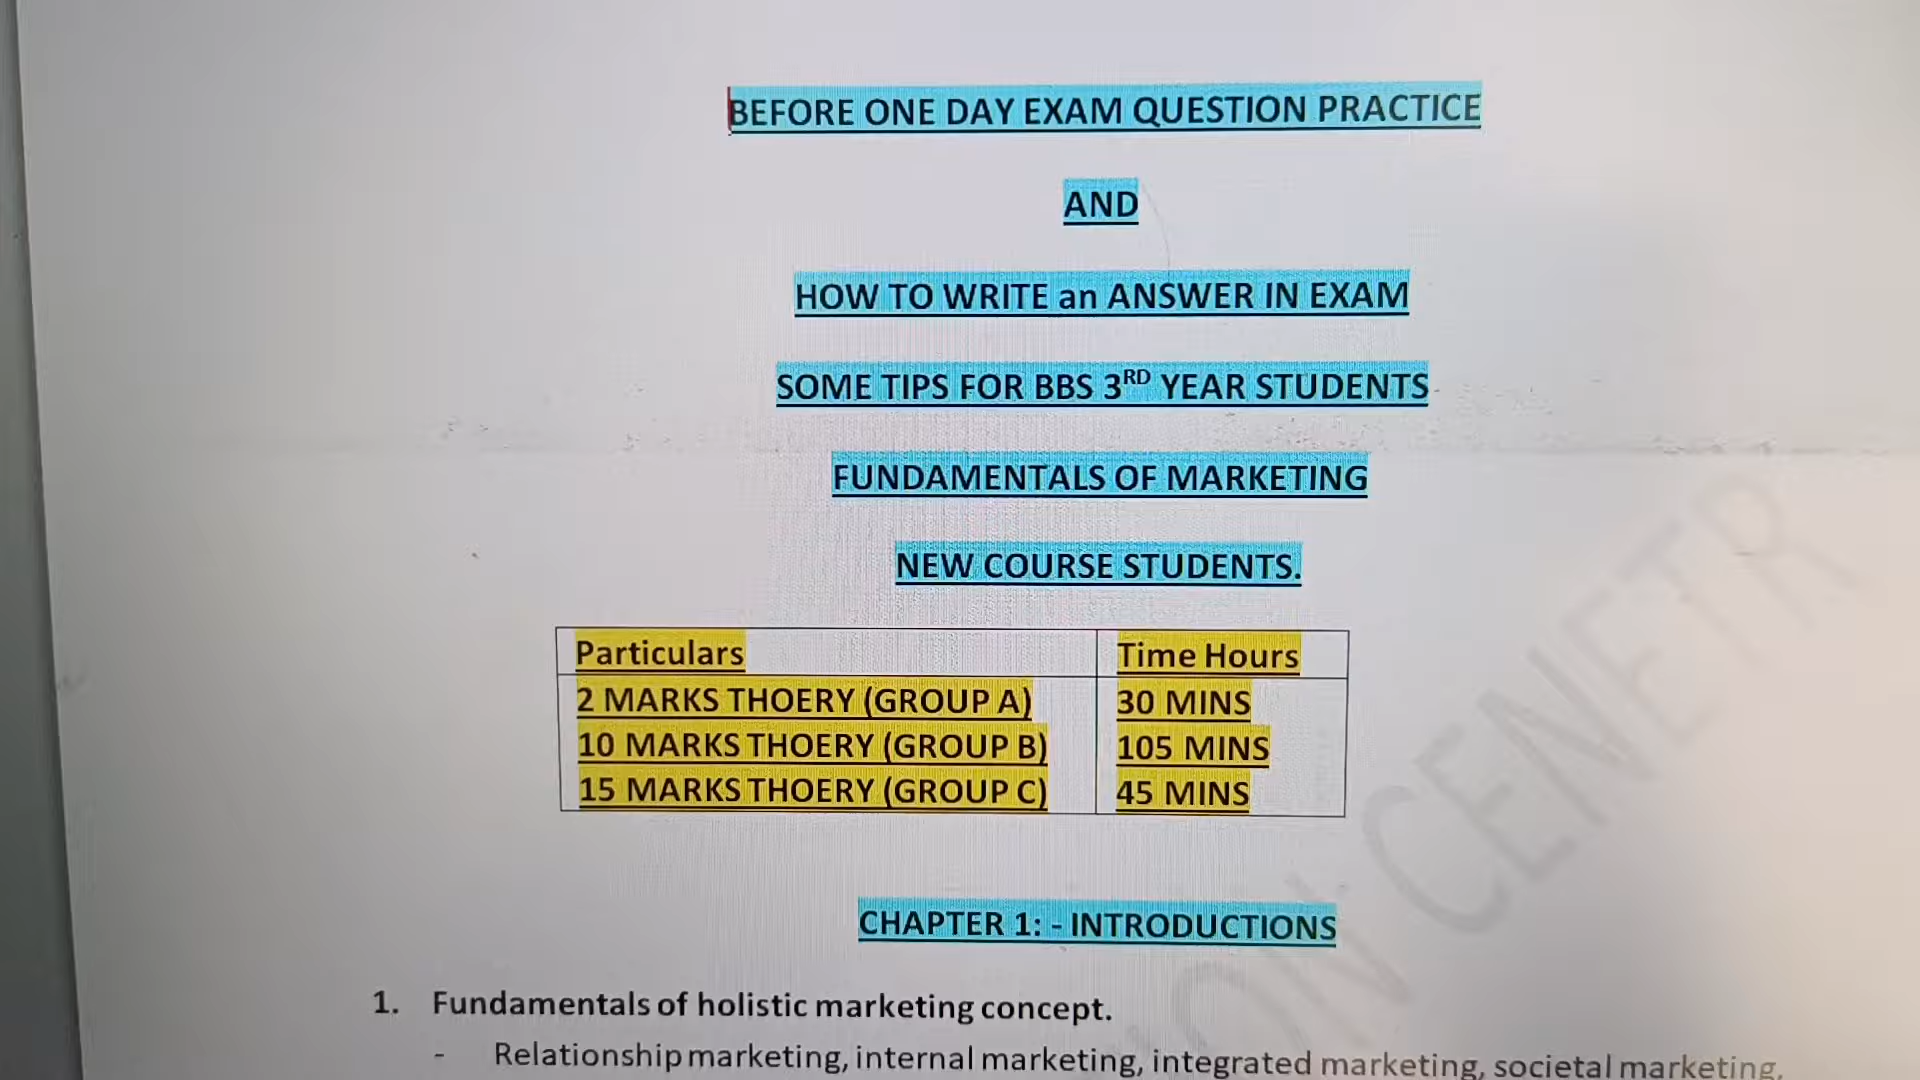 BEFORE ONE DAY EXAM QUESTION PRACTICE
AND
HOW TO WRITE an ANSWER IN EXAM
SOME TIPS FOR BBS 3RD YEAR STUDENTS
FUNDAMENTALS OF MARKETING
NEW COURSE STUDENTS.
Particulars Time Hours
2 MARKS THOERY (GROUP A) 30 MINS
10 MARKS THOERY (GROUP B) 105 MINS
15 MARKS THOERY (GROUP C) 45 MINS
CHAPTER 1: - INTRODUCTIONS
1. Fundamentals of holistic marketing concept.
- Relationship marketing, internal marketing, integrated marketing, societal marketing.
CENETR